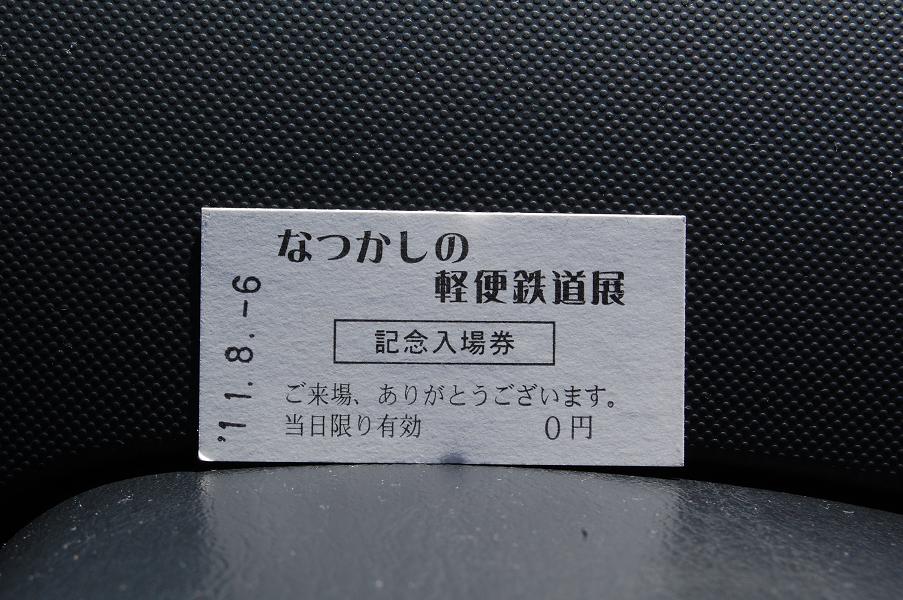 なつかしの
軽便鉄道展
記念入場券
ご来場、ありがとうございます。
当日限り有効 0円
'11.8.-6